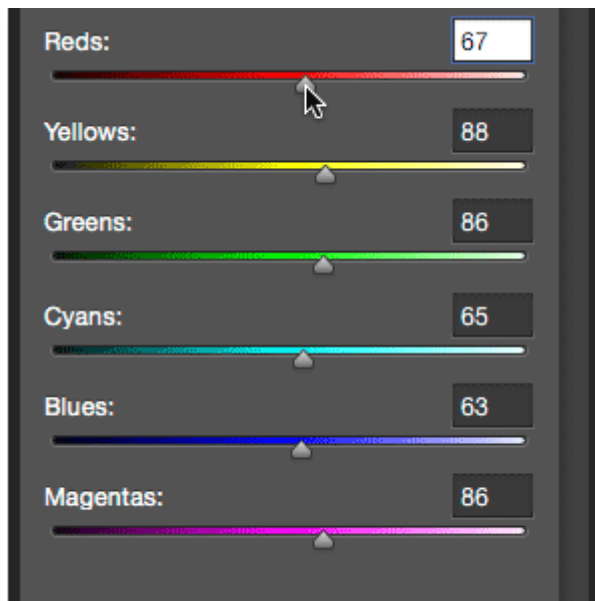 Reds: 67
Yellows: 88
Greens: 86
Cyans: 65
Blues: 63
Magentas: 86